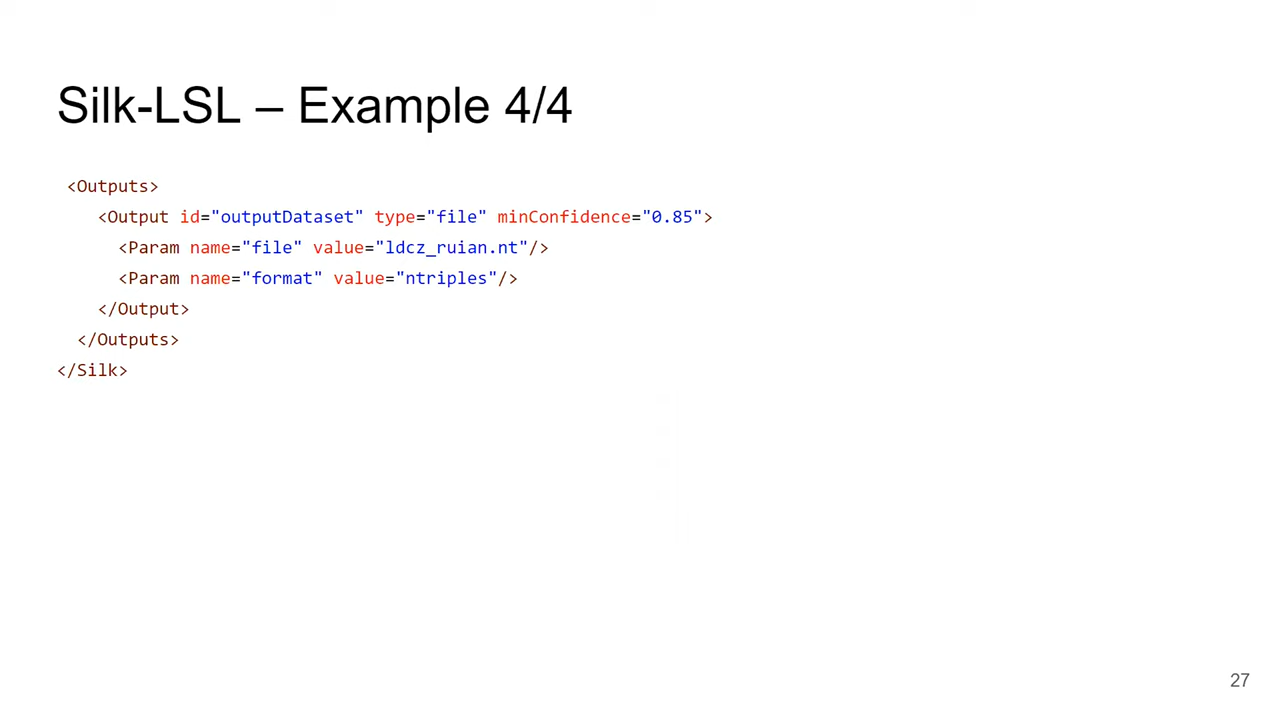 Silk-LSL – Example 4/4
<Outputs>
<Output id="outputDataset" type="file" minConfidence="0.85">
<Param name="file" value="ldcz_ruian.nt"/>
<Param name="format" value="ntriples"/>
</Output>
</Outputs>
</Silk>
27